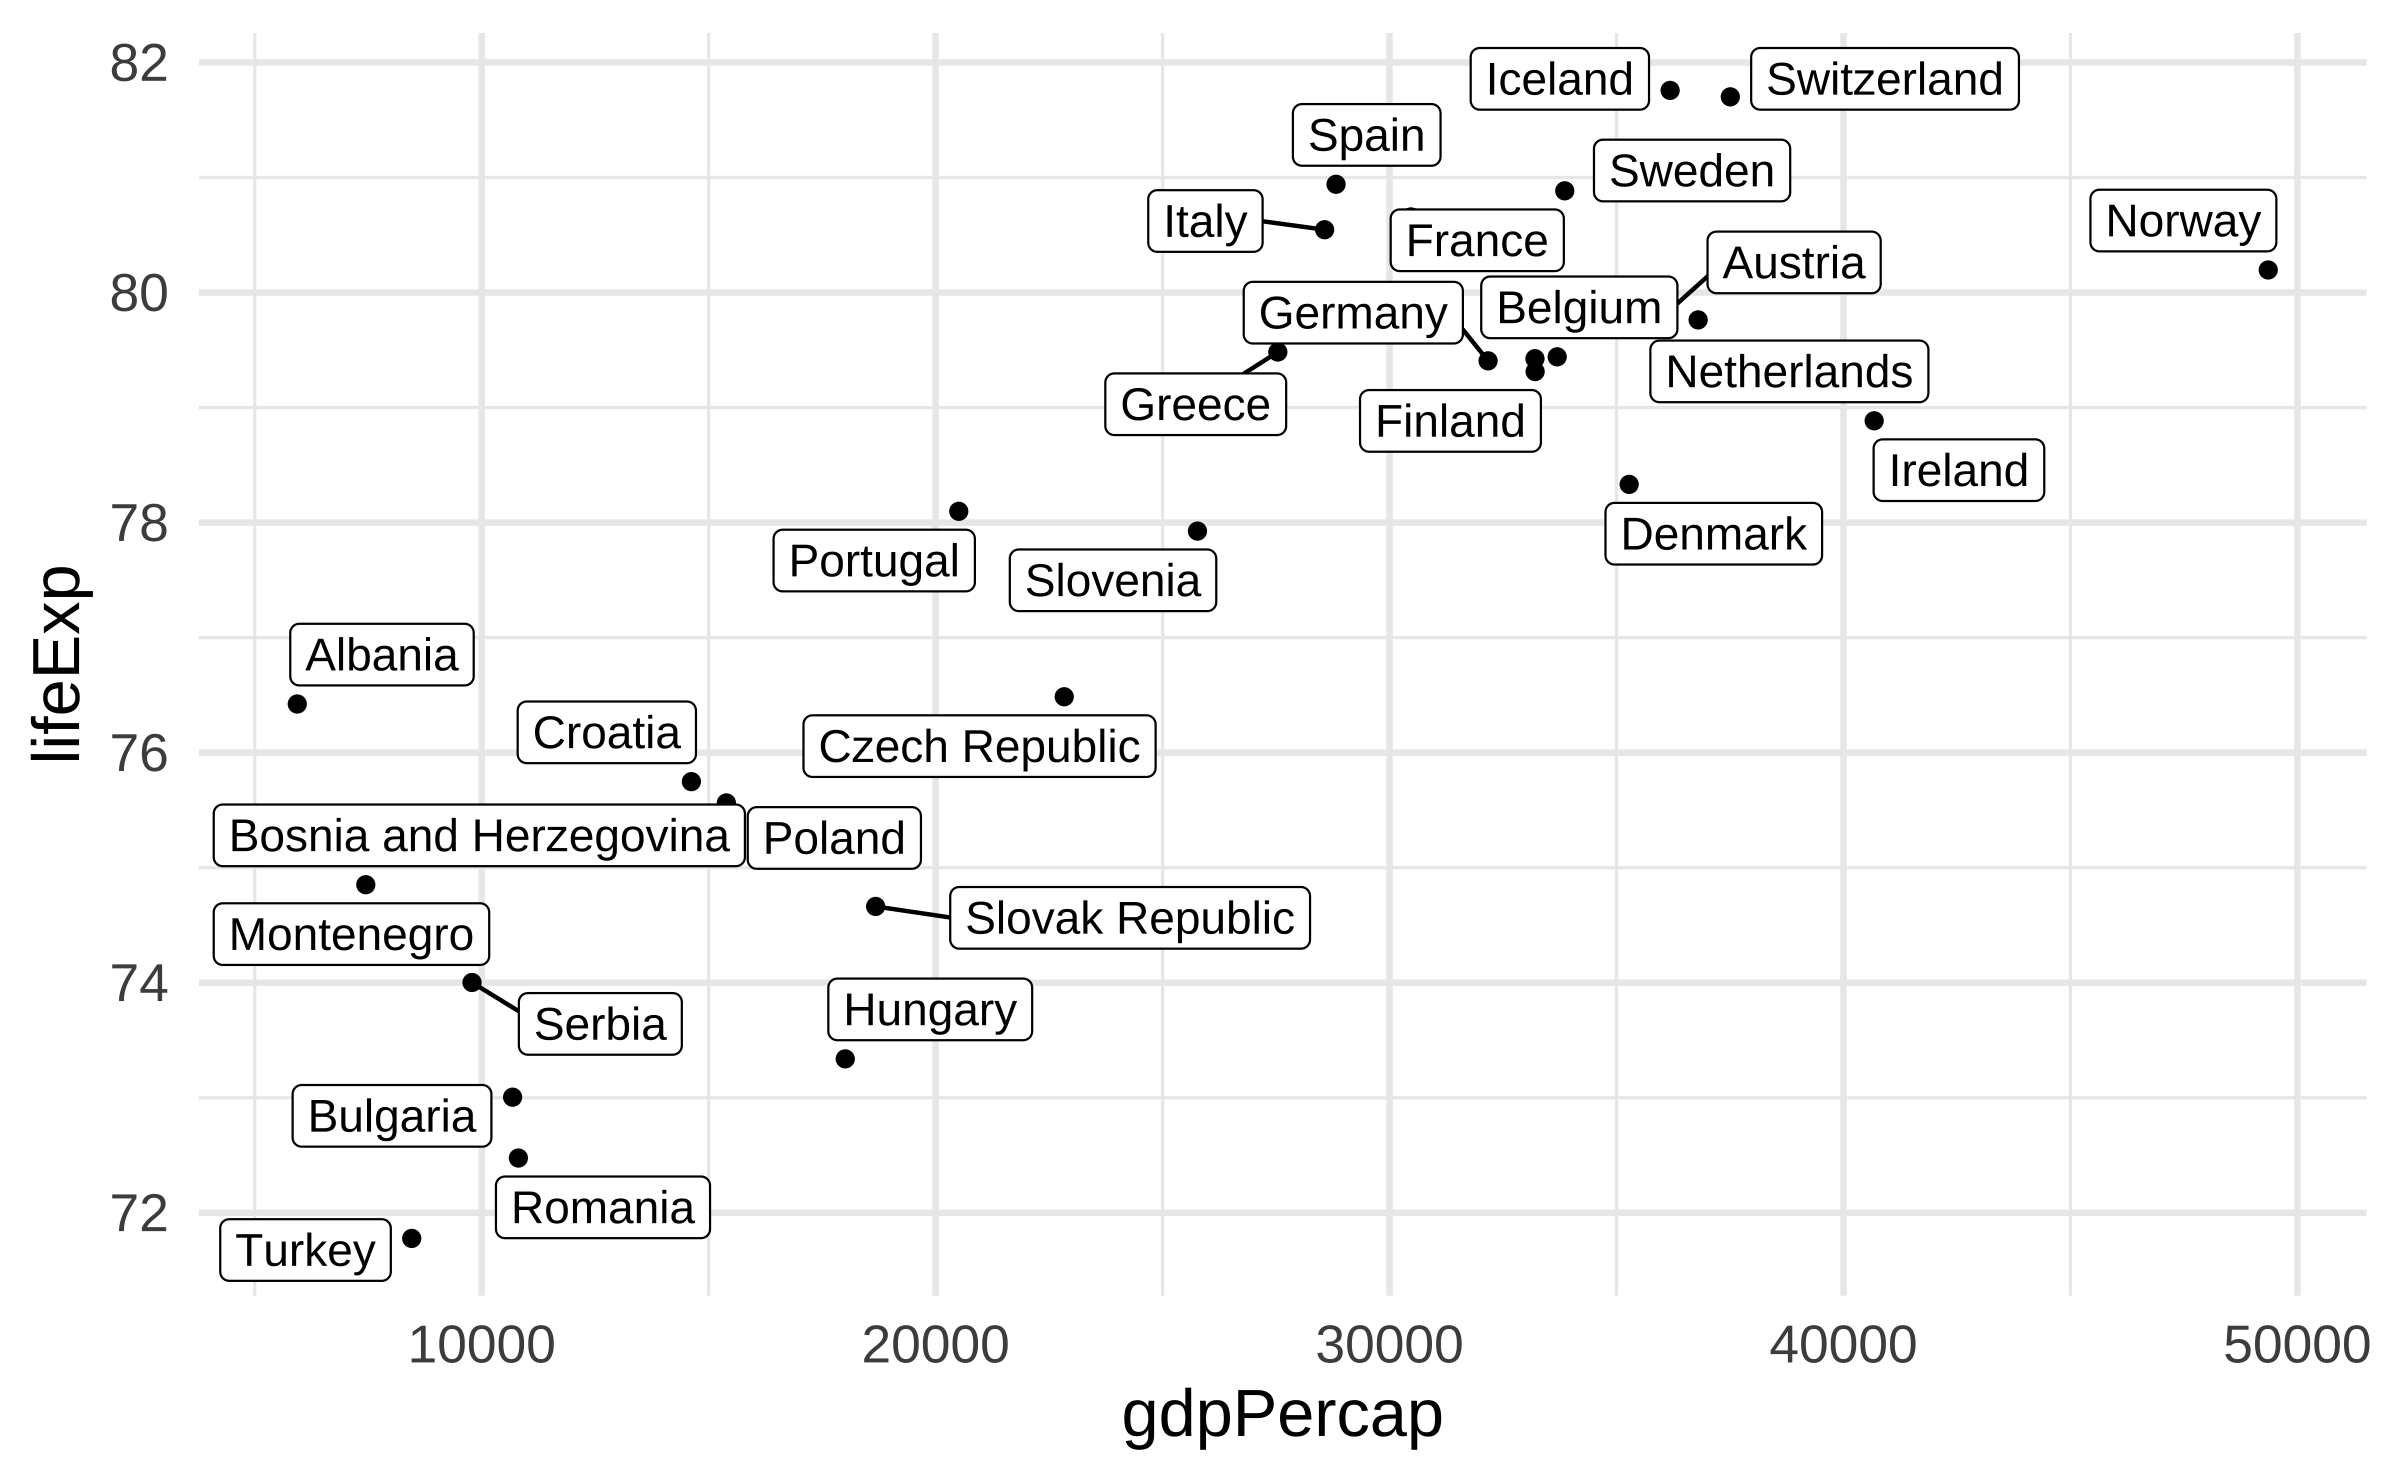 82
80
78
76
74
72
lifeExp
Iceland
Switzerland
Spain
Sweden
Italy
France
Norway
Austria
Germany
Belgium
Netherlands
Greece
Finland
Ireland
Denmark
Portugal
Slovenia
Albania
Croatia
Czech Republic
Bosnia and Herzegovina
Poland
Slovak Republic
Montenegro
Serbia
Hungary
Bulgaria
Romania
Turkey
10000
20000
30000
40000
50000
gdpPercap